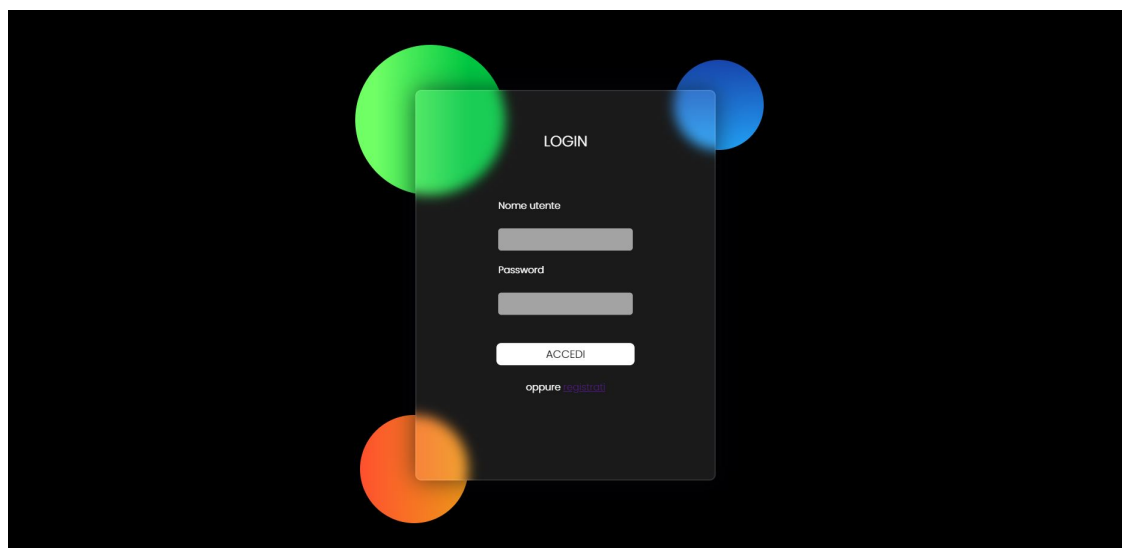 LOGIN
Nome utente
Password
ACCEDI
oppure registrati